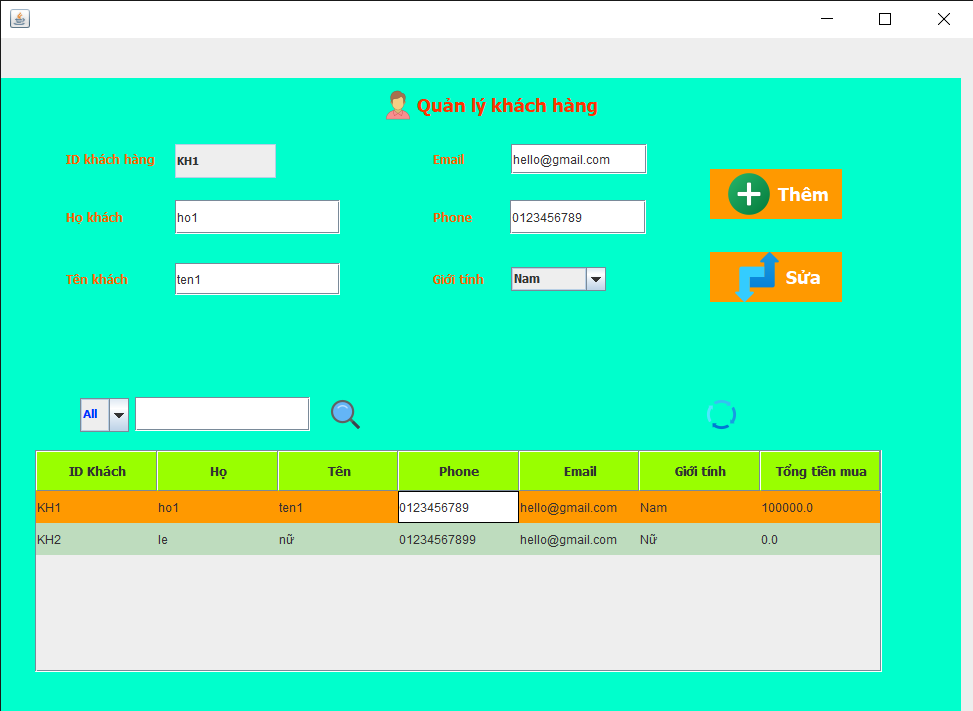 Quản lý khách hàng
ID khách hàng KH1 Email hello@gmail.com
Thêm
Họ khách ho1 Phone 0123456789
Tên khách ten1 Giới tính Nam Sửa
All
ID Khách Họ Tên Phone Email Giới tính Tổng tiền mua
KH1 ho1 ten1 0123456789 hello@gmail.com Nam 100000.0
KH2 le nữ 01234567899 hello@gmail.com Nữ 0.0